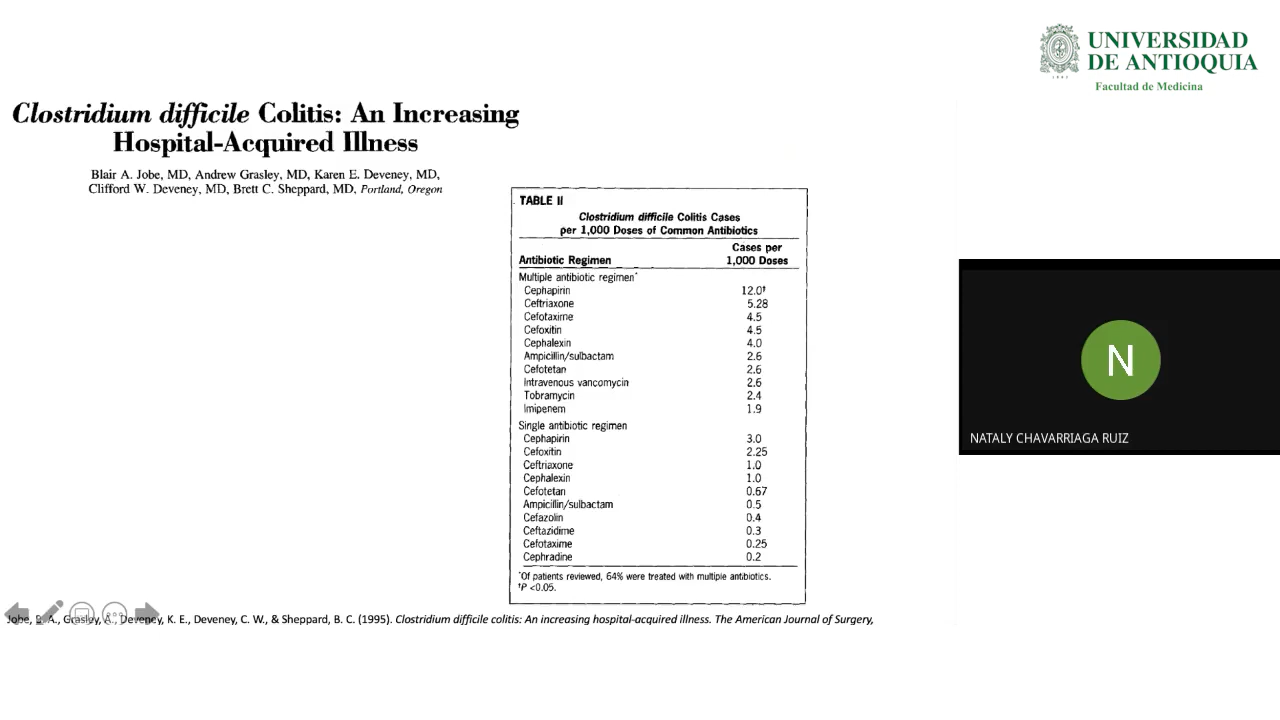 UNIVERSIDAD
DE ANTIOQUIA
1803
Facultad de Medicina
Clostridium difficile Colitis: An Increasing
Hospital-Acquired Illness
Blair A. Jobe, MD, Andrew Grasley, MD, Karen E. Deveney, MD,
Clifford W. Deveney, MD, Brett C. Sheppard, MD, Portland, Oregon
TABLE II
Clostridium difficile Colitis Cases
per 1,000 Doses of Common Antibiotics
Cases per
Antibiotic Regimen 1,000 Doses
Multiple antibiotic regimen*
Cephapirin 12.0†
Ceftriaxone 5.28
Cefotaxime 4.5
Cefoxitin 4.5
Cephalexin 4.0
Ampicillin/sulbactam 2.6
Cefotetan 2.6
Intravenous vancomycin 2.6
Tobramycin 2.4
Imipenem 1.9
Single antibiotic regimen
Cephapirin 3.0
Cefoxitin 2.25
Ceftriaxone 1.0
Cephalexin 1.0
Cefotetan 0.67
Ampicillin/sulbactam 0.5
Cefazolin 0.4
Ceftazidime 0.3
Cefotaxime 0.25
Cephradine 0.2
*Of patients reviewed, 64% were treated with multiple antibiotics.
†P <0.05.
Jobe, B. A., Grasley, A., Deveney, K. E., Deveney, C. W., & Sheppard, B. C. (1995). Clostridium difficile colitis: An increasing hospital-acquired illness. The American Journal of Surgery,
N
NATALY CHAVARRIAGA RUIZ